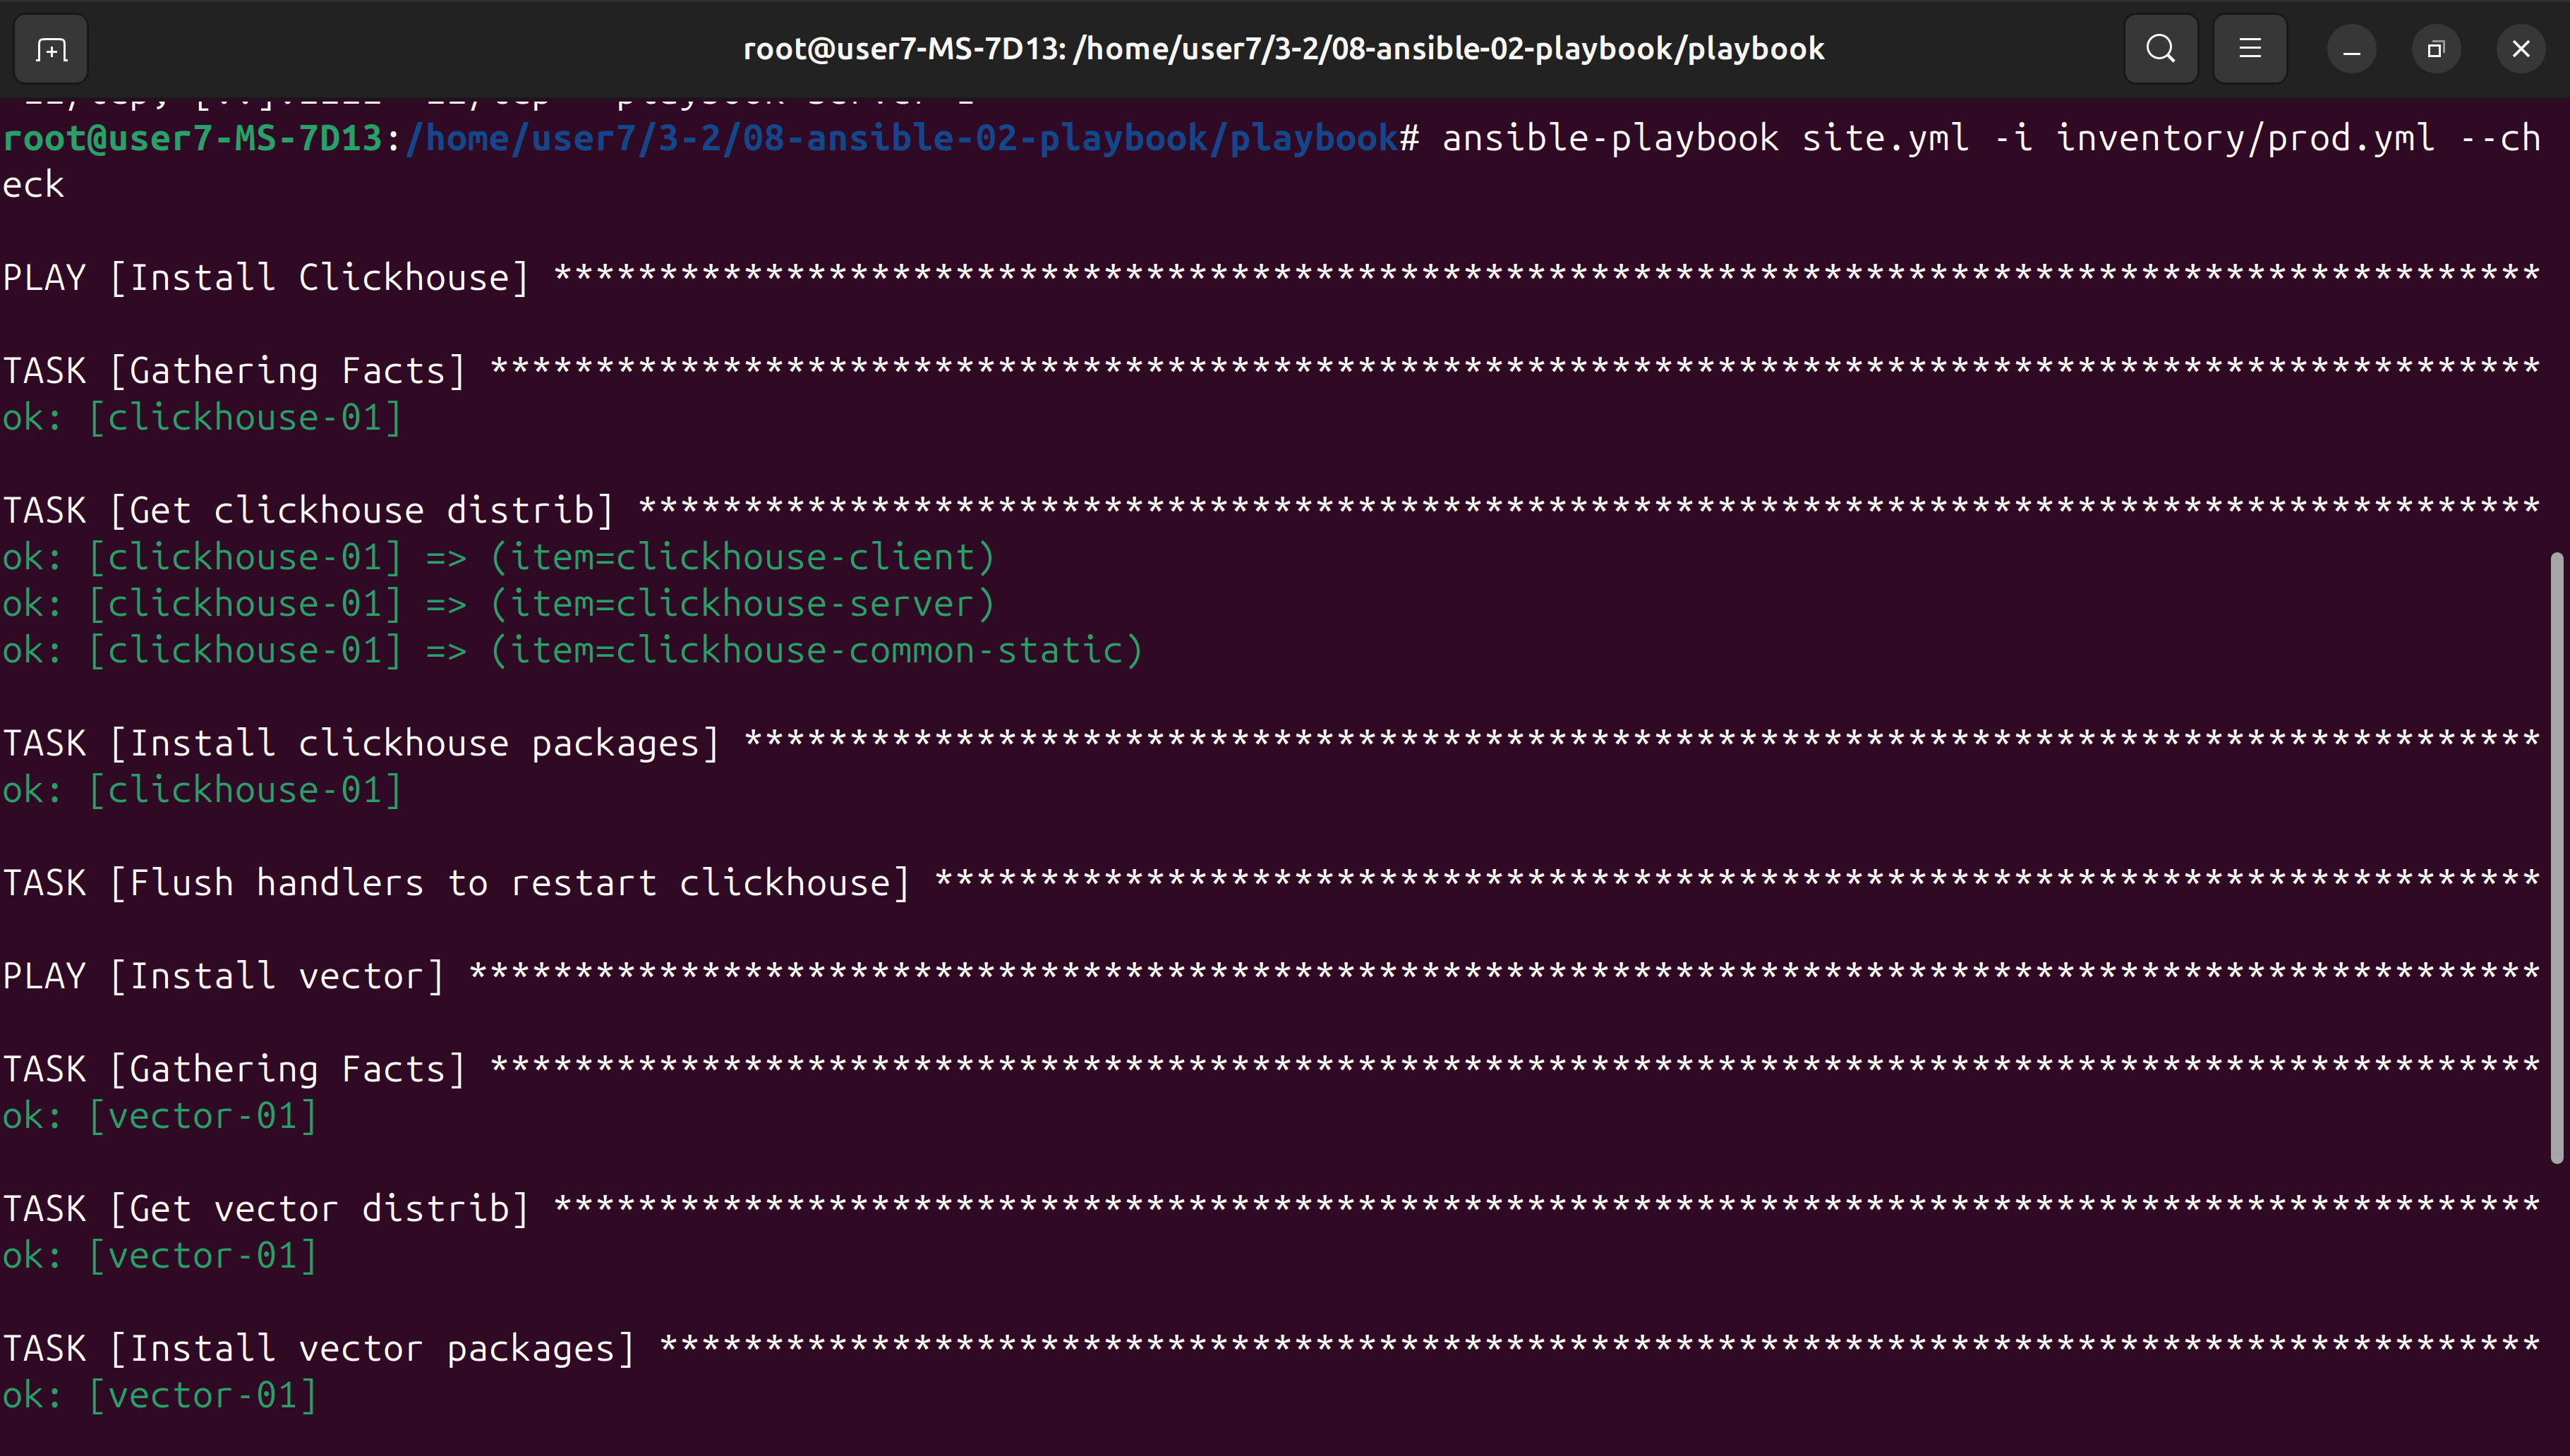 root@user7-MS-7D13: /home/user7/3-2/08-ansible-02-playbook/playbook
root@user7-MS-7D13:/home/user7/3-2/08-ansible-02-playbook/playbook# ansible-playbook site.yml -i inventory/prod.yml --ch
eck
PLAY [Install Clickhouse] **********************************************************************************************
TASK [Gathering Facts] *************************************************************************************************
ok: [clickhouse-01]
TASK [Get clickhouse distrib] ******************************************************************************************
ok: [clickhouse-01] => (item=clickhouse-client)
ok: [clickhouse-01] => (item=clickhouse-server)
ok: [clickhouse-01] => (item=clickhouse-common-static)
TASK [Install clickhouse packages] *************************************************************************************
ok: [clickhouse-01]
TASK [Flush handlers to restart clickhouse] ****************************************************************************
PLAY [Install vector] **************************************************************************************************
TASK [Gathering Facts] *************************************************************************************************
ok: [vector-01]
TASK [Get vector distrib] **********************************************************************************************
ok: [vector-01]
TASK [Install vector packages] *****************************************************************************************
ok: [vector-01]